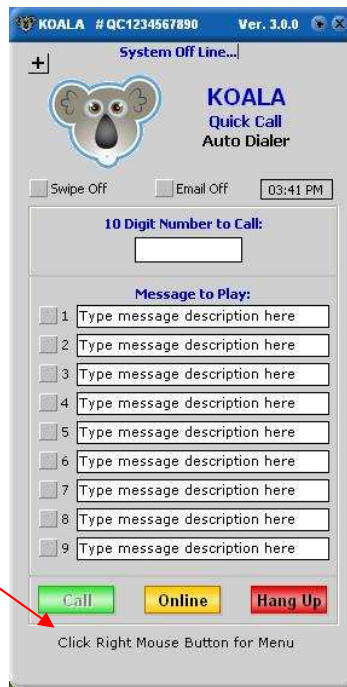 KOALA #QC1234567890 Ver. 3.0.0
System Off Line...
+
KOALA
Quick Call
Auto Dialer
Swipe Off Email Off 03:41 PM
10 Digit Number to Call:
Message to Play:
1 Type message description here
2 Type message description here
3 Type message description here
4 Type message description here
5 Type message description here
6 Type message description here
7 Type message description here
8 Type message description here
9 Type message description here
Call Online Hang Up
Click Right Mouse Button for Menu